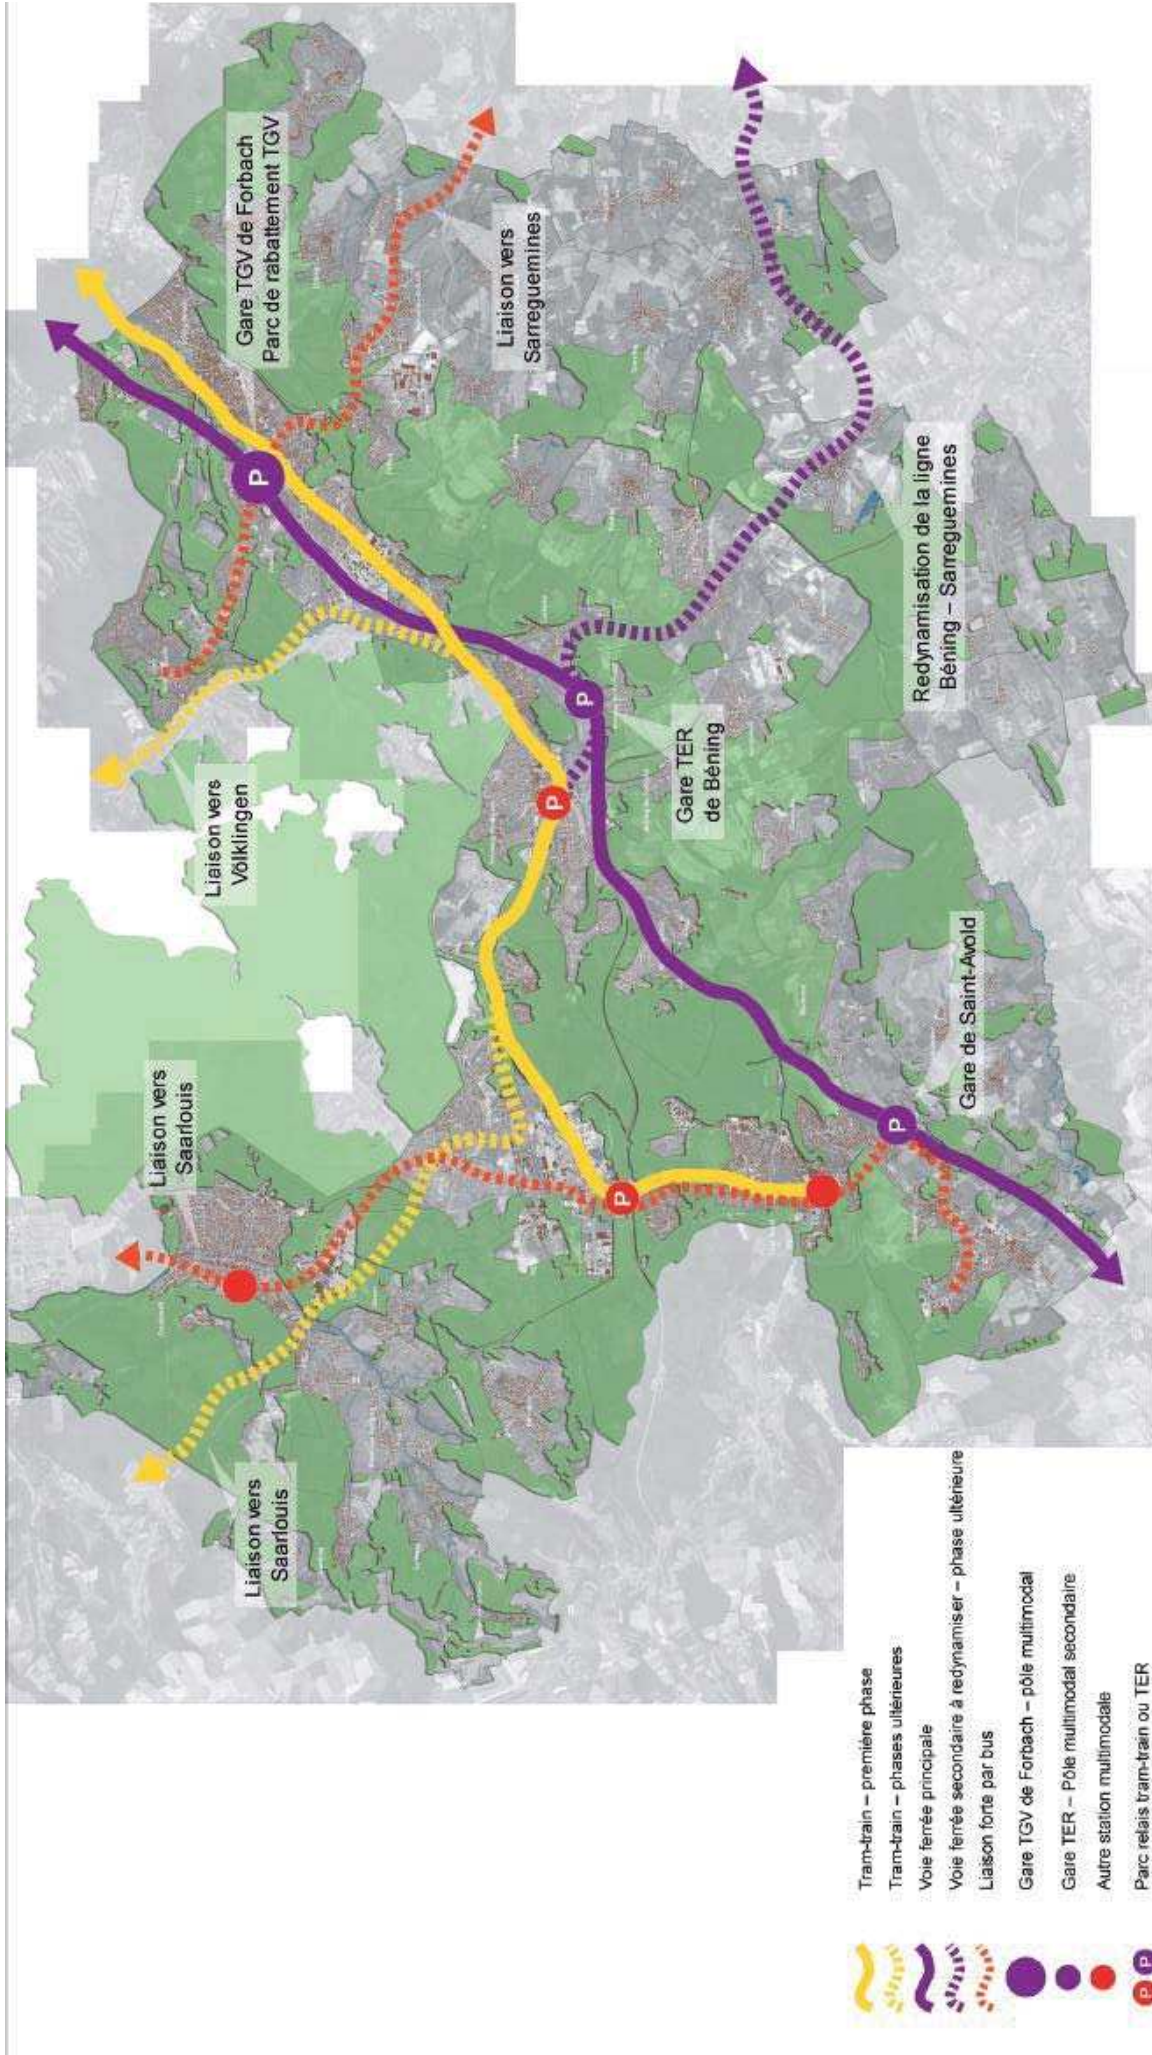 Liaison vers
Saarlouis
Liaison vers
Saarlouis
Liaison vers
Völklingen
Gare TGV de Forbach
Parc de rabattement TGV
Liaison vers
Sarreguemines
Gare TER
de Béning
Gare de Saint-Avold
Redynamisation de la ligne
Béning – Sarreguemines
P
P
P
P
P
Tram-train – première phase
Tram-train – phases ultérieures
Voie ferrée principale
Voie ferrée secondaire à redynamiser – phase ultérieure
Liaison forte par bus
Gare TGV de Forbach – pôle multimodal
Gare TER – Pôle multimodal secondaire
Autre station multimodale
P P Parc relais tram-train ou TER